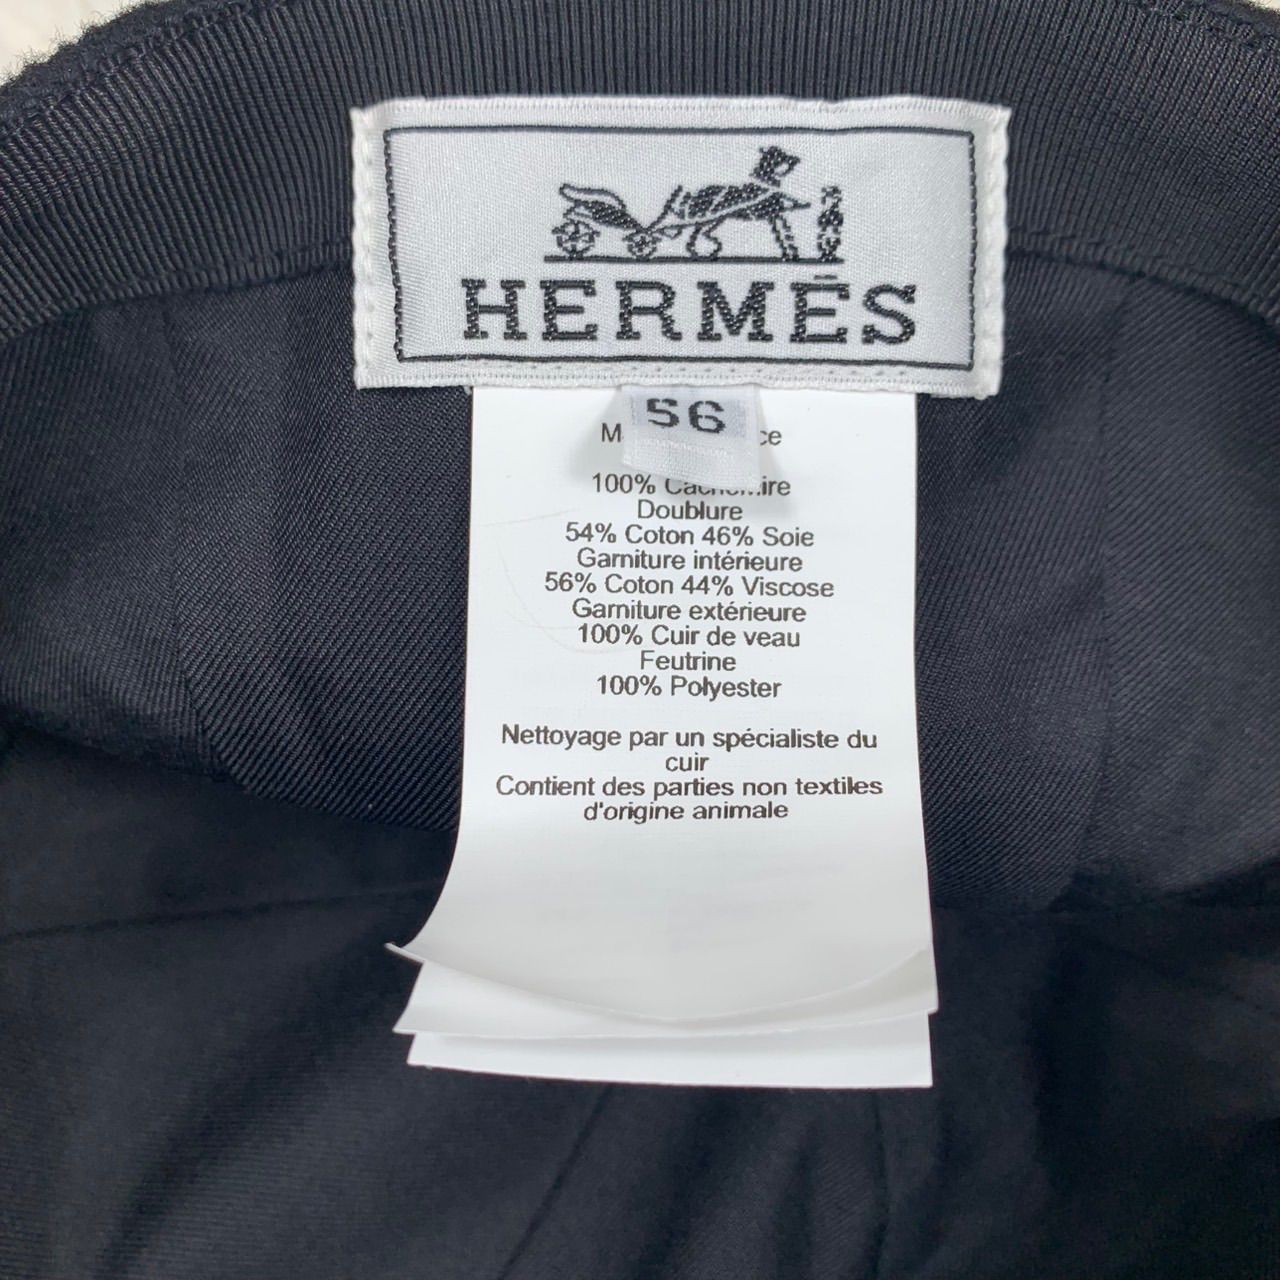 HERMÈS
56
100%
Doublure
54% Coton 46% Soie
Garniture intérieure
56% Coton 44% Viscose
Garniture extérieure
100% Cuir de veau
Feutrine
100% Polyester
Nettoyage par un spécialiste du
cuir
Contient des parties non textiles
d'origine animale